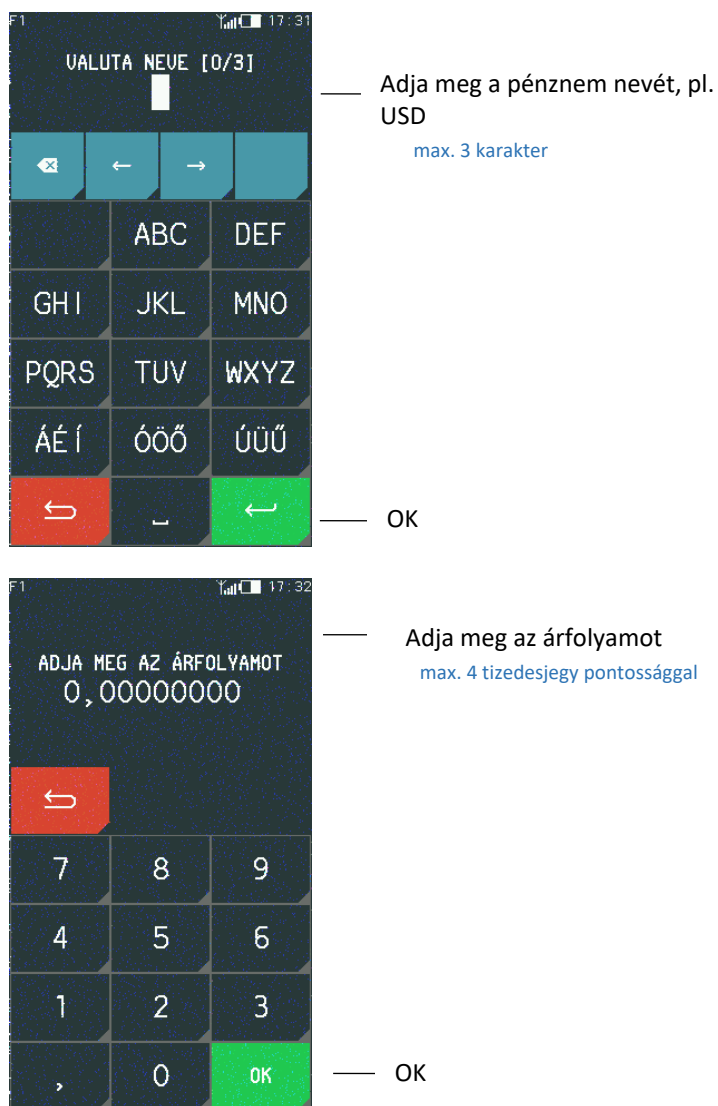 F1 17:31
VALUTA NEVE [0/3]
Adja meg a pénznem nevét, pl.
USD
max. 3 karakter
← →
ABC DEF
GHI JKL MNO
PQRS TUV WXYZ
ÁÉÍ ÓÖŐ ÚÜŰ
OK
F1 17:32
Adja meg az árfolyamot
ADJA MEG AZ ÁRFOLYAMOT
max. 4 tizedesjegy pontossággal
0,00000000
7 8 9
4 5 6
1 2 3
, 0 OK
OK